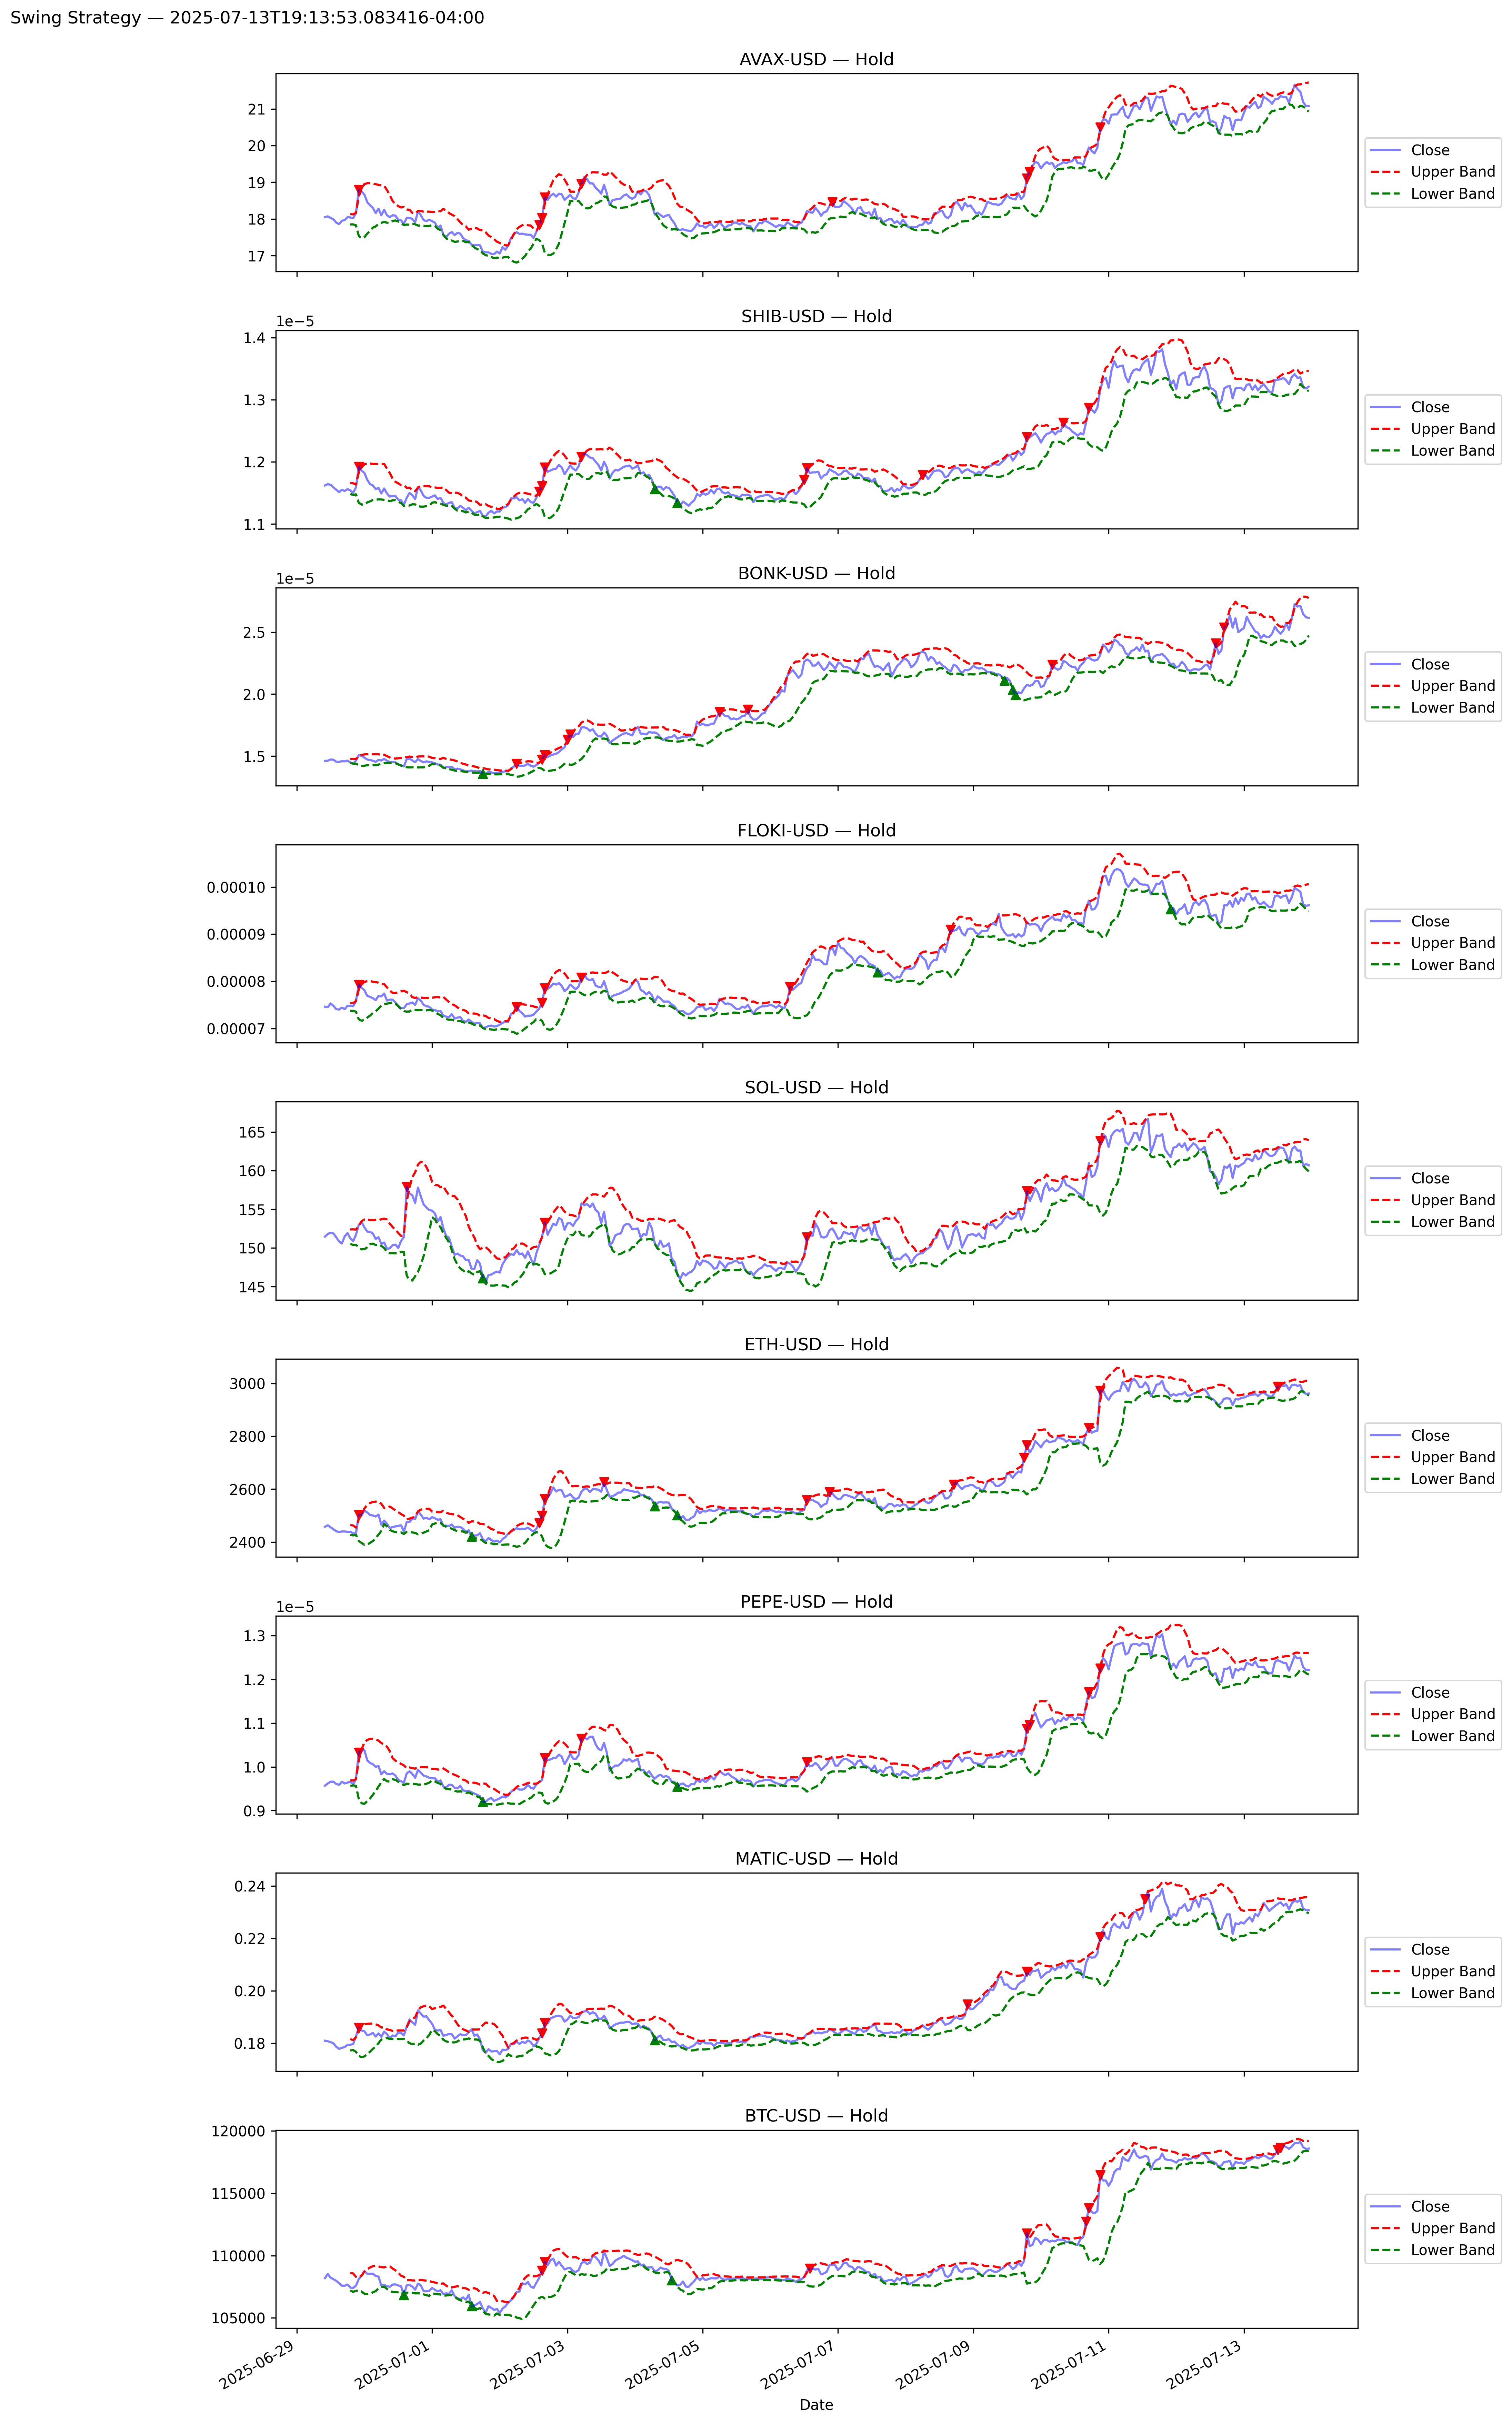 Swing Strategy — 2025-07-13T19:13:53.083416-04:00
AVAX-USD — Hold
21
20
19
18
17
Close
Upper Band
Lower Band
SHIB-USD — Hold
1e−5
1.4
1.3
1.2
1.1
Close
Upper Band
Lower Band
BONK-USD — Hold
1e−5
2.5
2.0
1.5
Close
Upper Band
Lower Band
FLOKI-USD — Hold
0.00010
0.00009
0.00008
0.00007
Close
Upper Band
Lower Band
SOL-USD — Hold
165
160
155
150
145
Close
Upper Band
Lower Band
ETH-USD — Hold
3000
2800
2600
2400
Close
Upper Band
Lower Band
PEPE-USD — Hold
1e−5
1.3
1.2
1.1
1.0
0.9
Close
Upper Band
Lower Band
MATIC-USD — Hold
0.24
0.22
0.20
0.18
Close
Upper Band
Lower Band
BTC-USD — Hold
120000
115000
110000
105000
Close
Upper Band
Lower Band
2025-06-29
2025-07-01
2025-07-03
2025-07-05
2025-07-07
2025-07-09
2025-07-11
2025-07-13
Date